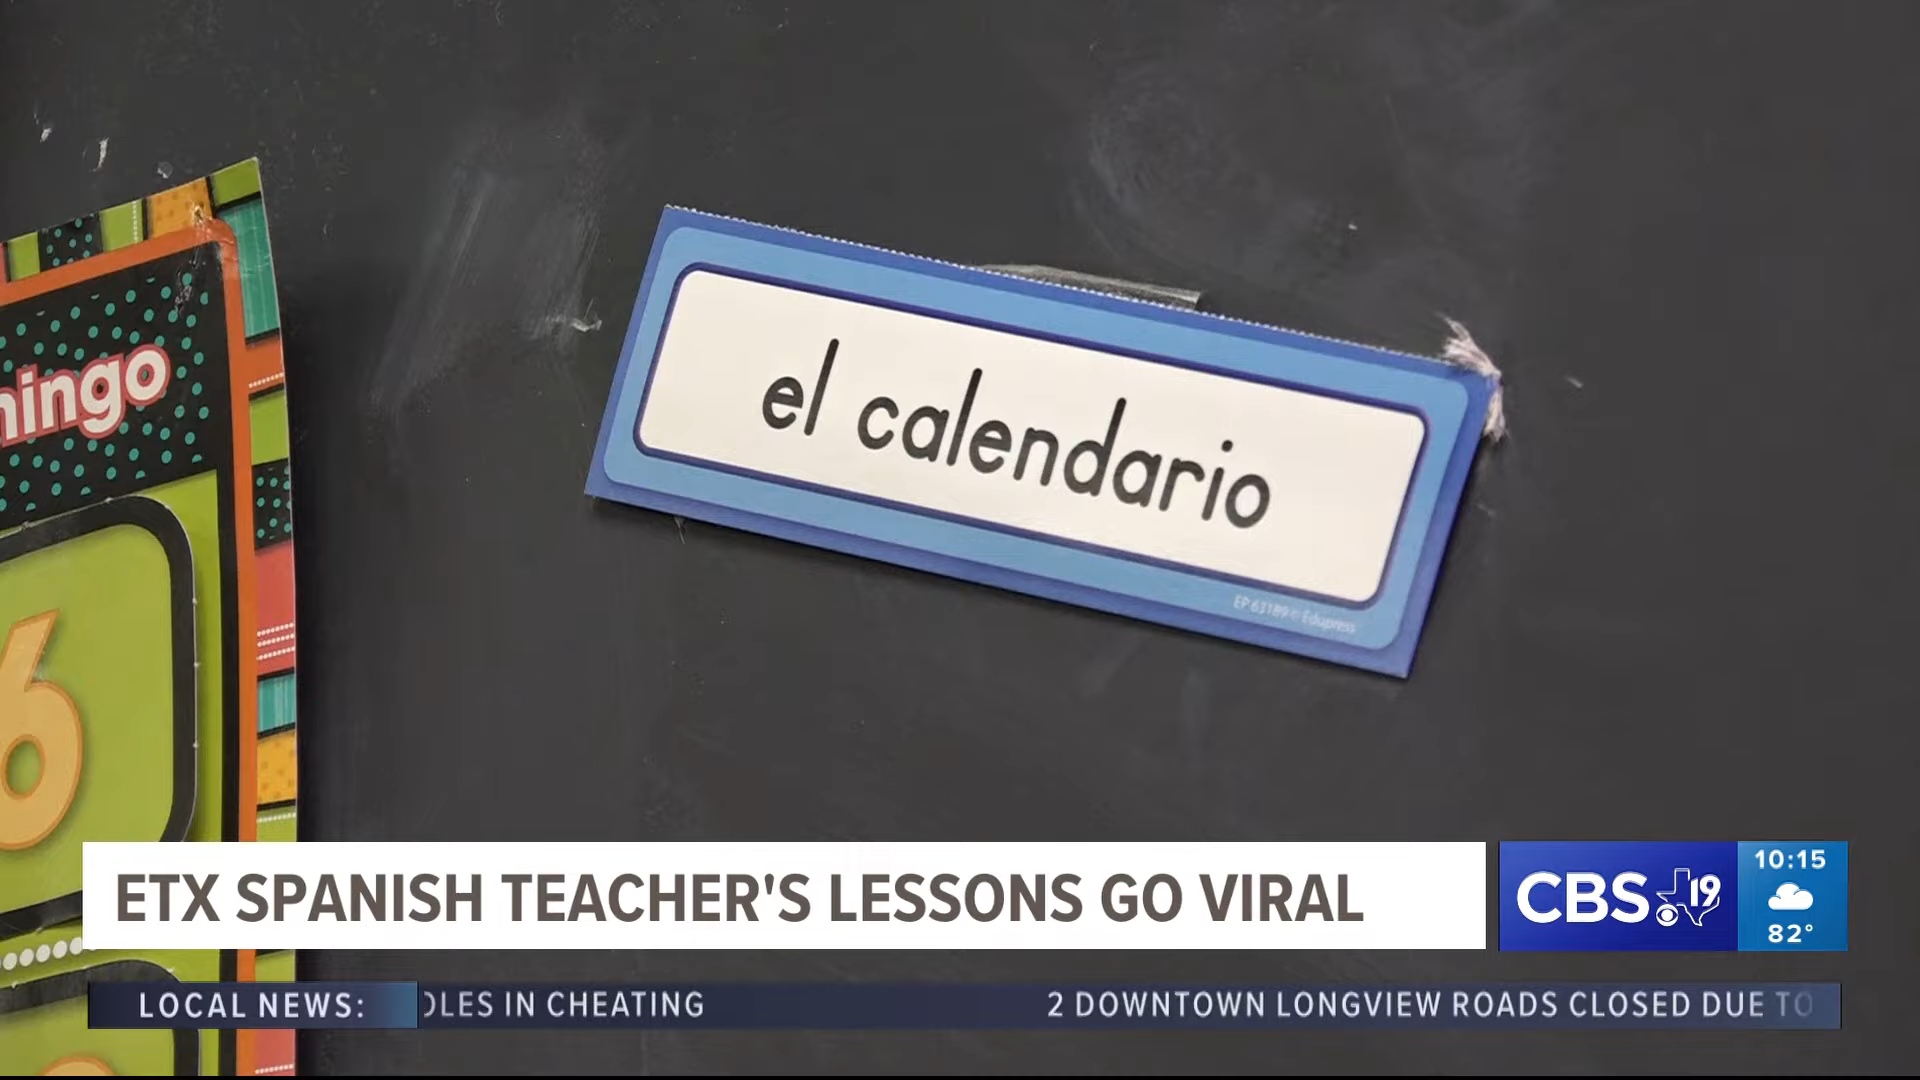 mingo
el calendario
EP 63189 © Edupress
6
ETX SPANISH TEACHER'S LESSONS GO VIRAL
CBS 19
10:15
82°
LOCAL NEWS:
OLES IN CHEATING
2 DOWNTOWN LONGVIEW ROADS CLOSED DUE TO